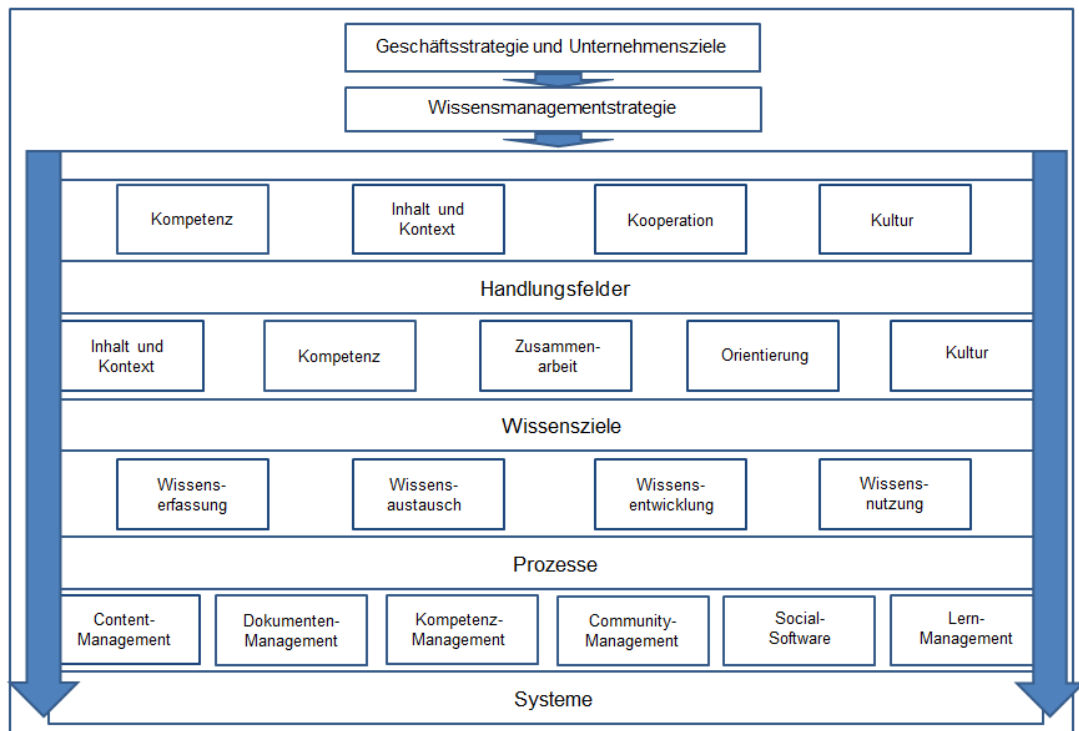 Geschäftsstrategie und Unternehmensziele
Wissensmanagementstrategie
Kompetenz
Inhalt und
Kontext
Kooperation
Kultur
Handlungsfelder
Inhalt und
Kontext
Kompetenz
Zusammen-
arbeit
Orientierung
Kultur
Wissensziele
Wissens-
erfassung
Wissens-
austausch
Wissens-
entwicklung
Wissens-
nutzung
Prozesse
Content-
Management
Dokumenten-
Management
Kompetenz-
Management
Community-
Management
Social-
Software
Lern-
Management
Systeme